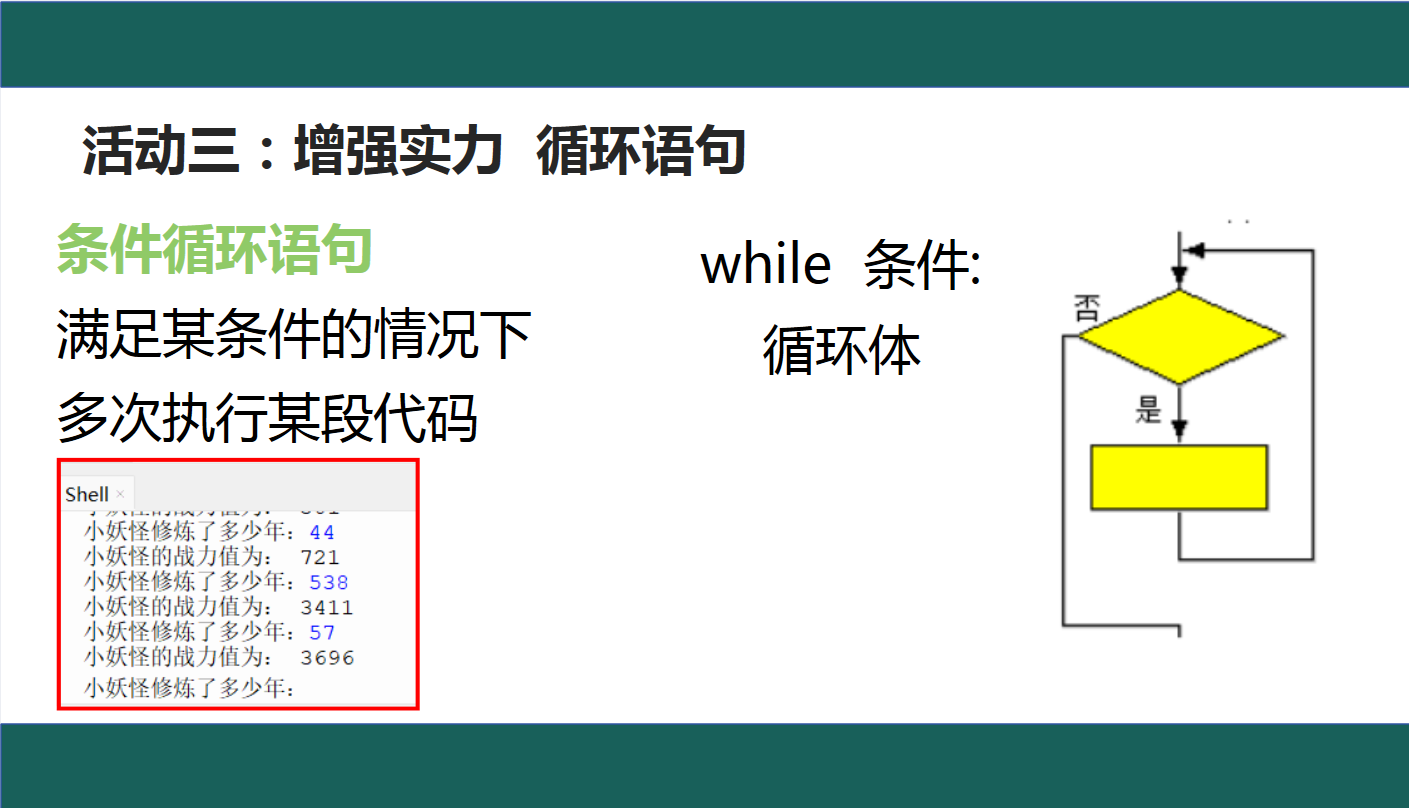 活动三：增强实力 循环语句
条件循环语句
满足某条件的情况下
多次执行某段代码
while 条件:
循环体
否
是
Shell ×
小妖怪修炼了多少年：44
小妖怪的战力值为： 721
小妖怪修炼了多少年：538
小妖怪的战力值为： 3411
小妖怪修炼了多少年：57
小妖怪的战力值为： 3696
小妖怪修炼了多少年：